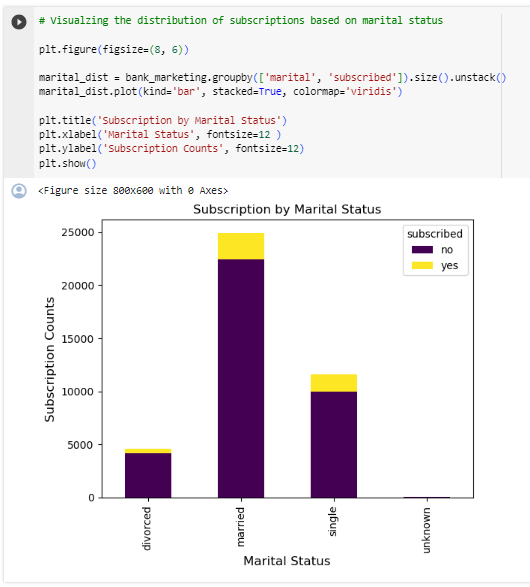 # Visualzing the distribution of subscriptions based on marital status
plt.figure(figsize=(8, 6))
marital_dist = bank_marketing.groupby(['marital', 'subscribed']).size().unstack()
marital_dist.plot(kind='bar', stacked=True, colormap='viridis')
plt.title('Subscription by Marital Status')
plt.xlabel('Marital Status', fontsize=12 )
plt.ylabel('Subscription Counts', fontsize=12)
plt.show()
<Figure size 800x600 with 0 Axes>
Subscription by Marital Status
subscribed
no
yes
25000
20000
15000
10000
5000
0
Subscription Counts
divorced
married
single
unknown
Marital Status